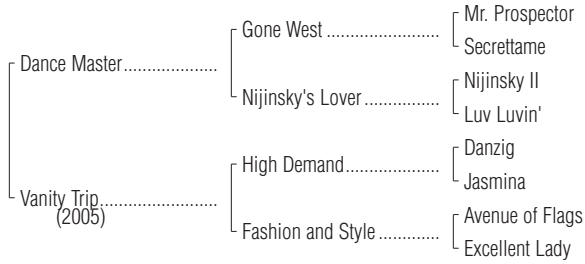 Mr. Prospector
Gone West ........................
Secrettame
Dance Master....................
Nijinsky II
Nijinsky's Lover ................
Luv Luvin'
Danzig
High Demand....................
Jasmina
Vanity Trip.........................
(2005)
Avenue of Flags
Fashion and Style .............
Excellent Lady